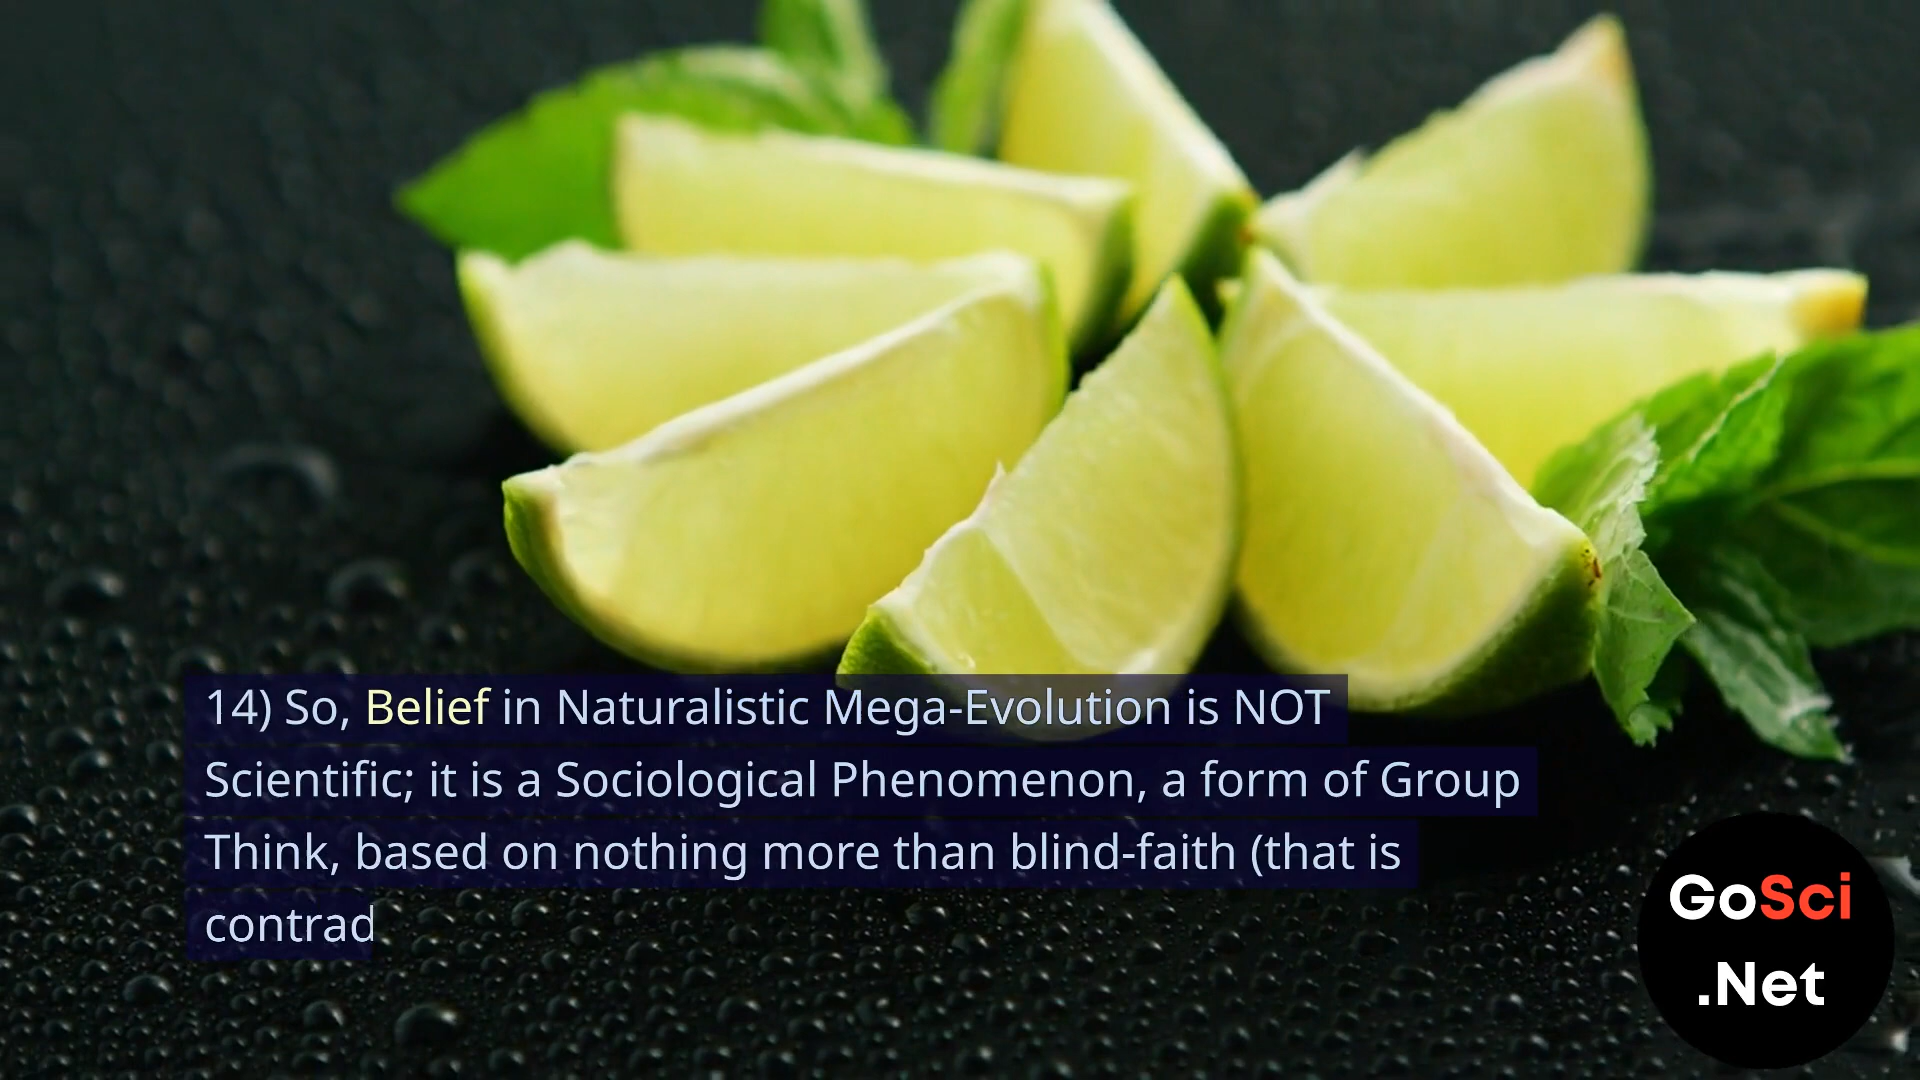 14) So, Belief in Naturalistic Mega-Evolution is NOT
Scientific; it is a Sociological Phenomenon, a form of Group
Think, based on nothing more than blind-faith (that is
contrad
GoSci
.Net